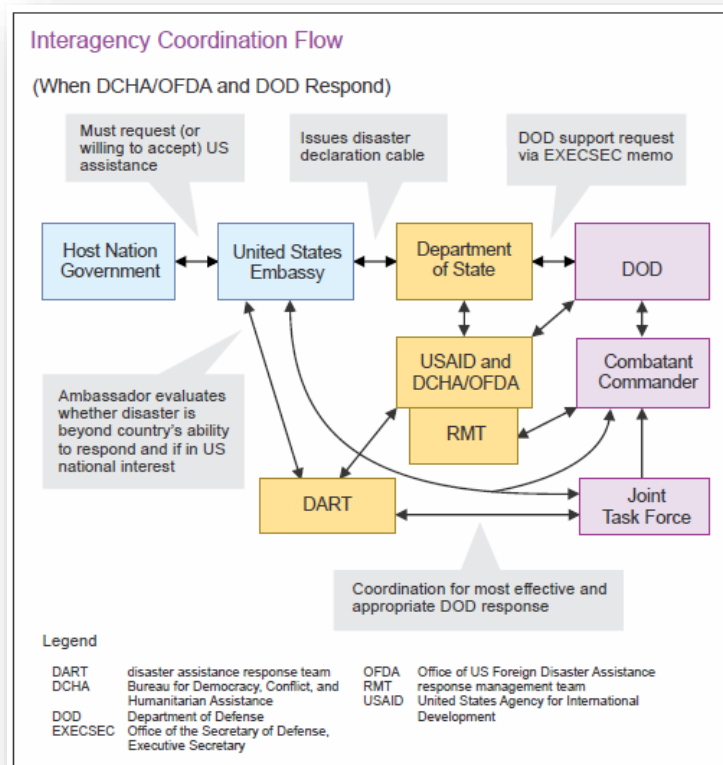 Interagency Coordination Flow
(When DCHA/OFDA and DOD Respond)
Must request (or
willing to accept) US
assistance
Issues disaster
declaration cable
DOD support request
via EXECSEC memo
Host Nation
Government
United States
Embassy
Department
of State
DOD
USAID and
DCHA/OFDA
RMT
Combatant
Commander
Ambassador evaluates
whether disaster is
beyond country's ability
to respond and if in US
national interest
DART
Joint
Task Force
Coordination for most effective and
appropriate DOD response
Legend
DART disaster assistance response team
DCHA Bureau for Democracy, Conflict, and
Humanitarian Assistance
DOD Department of Defense
EXECSEC Office of the Secretary of Defense,
Executive Secretary
OFDA Office of US Foreign Disaster Assistance
RMT response management team
USAID United States Agency for International
Development